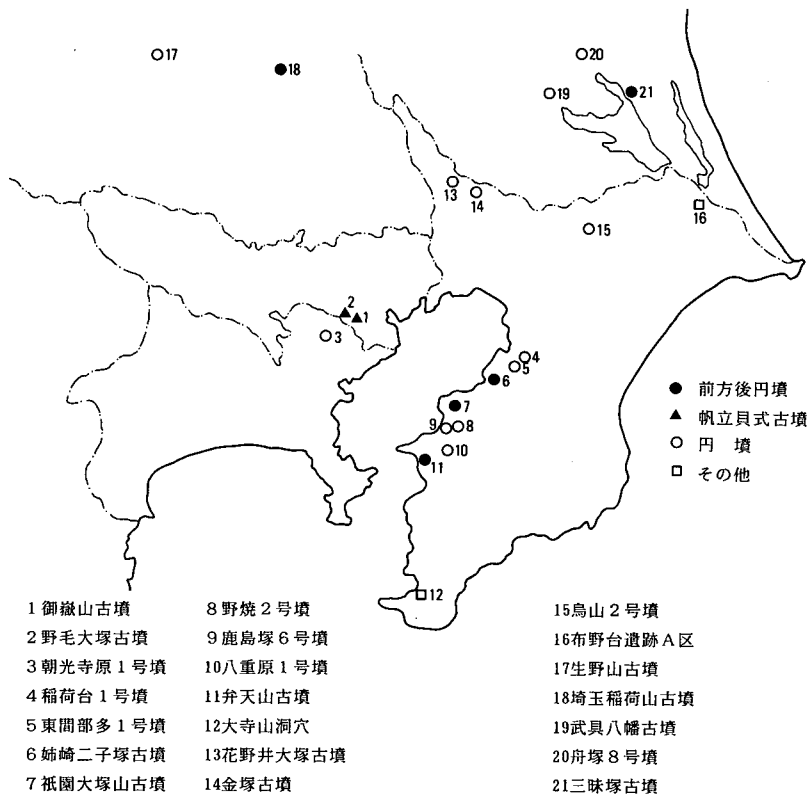 17
18
20
19
21
13
14
16
15
2
1
3
4
5
6
7
9
8
10
11
12
● 前方後円墳
▲ 帆立貝式古墳
○ 円 墳
□ その他
1 御嶽山古墳
2 野毛大塚古墳
3 朝光寺原1号墳
4 稲荷台1号墳
5 東間部多1号墳
6 姉崎二子塚古墳
7 祇園大塚山古墳
8 野焼2号墳
9 鹿島塚6号墳
10 八重原1号墳
11 弁天山古墳
12 大寺山洞穴
13 花野井大塚古墳
14 金塚古墳
15 烏山2号墳
16 布野台遺跡A区
17 生野山古墳
18 埼玉稲荷山古墳
19 武具八幡古墳
20 舟塚8号墳
21 三昧塚古墳